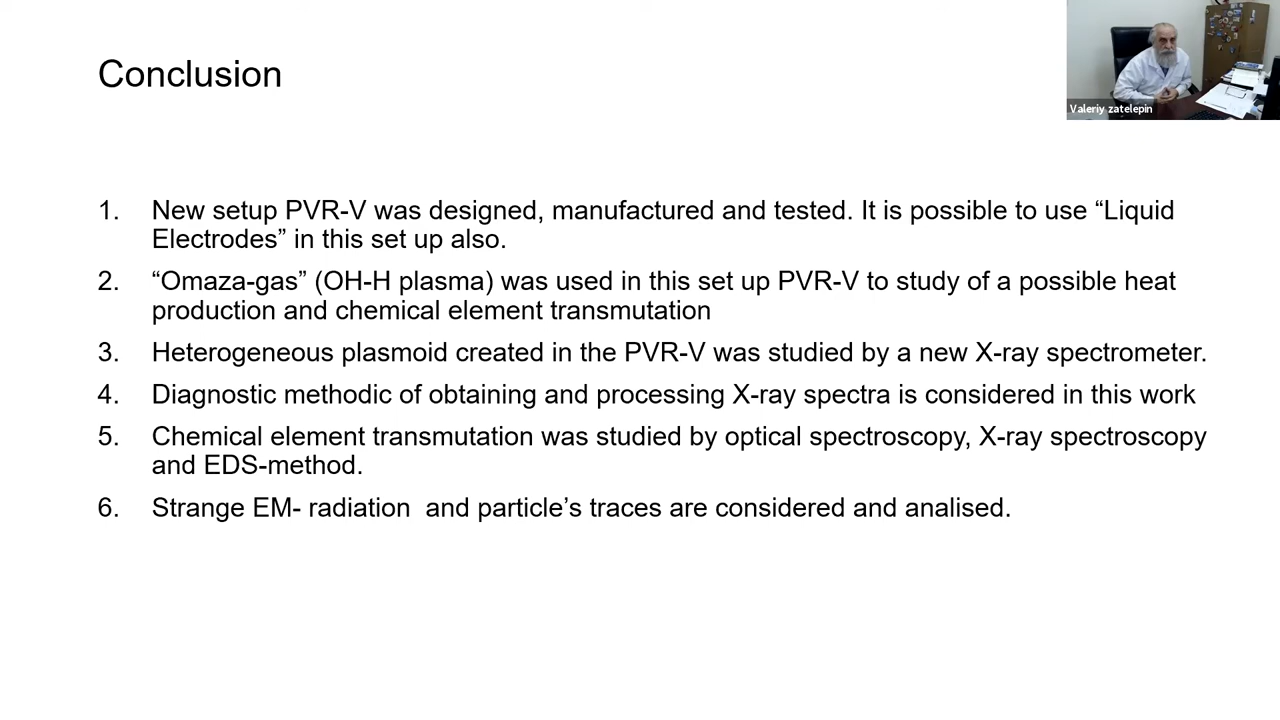 Conclusion
Valeriy zatelepin
1. New setup PVR-V was designed, manufactured and tested. It is possible to use “Liquid
Electrodes” in this set up also.
2. “Omaza-gas” (OH-H plasma) was used in this set up PVR-V to study of a possible heat
production and chemical element transmutation
3. Heterogeneous plasmoid created in the PVR-V was studied by a new X-ray spectrometer.
4. Diagnostic methodic of obtaining and processing X-ray spectra is considered in this work
5. Chemical element transmutation was studied by optical spectroscopy, X-ray spectroscopy
and EDS-method.
6. Strange EM- radiation  and particle’s traces are considered and analised.